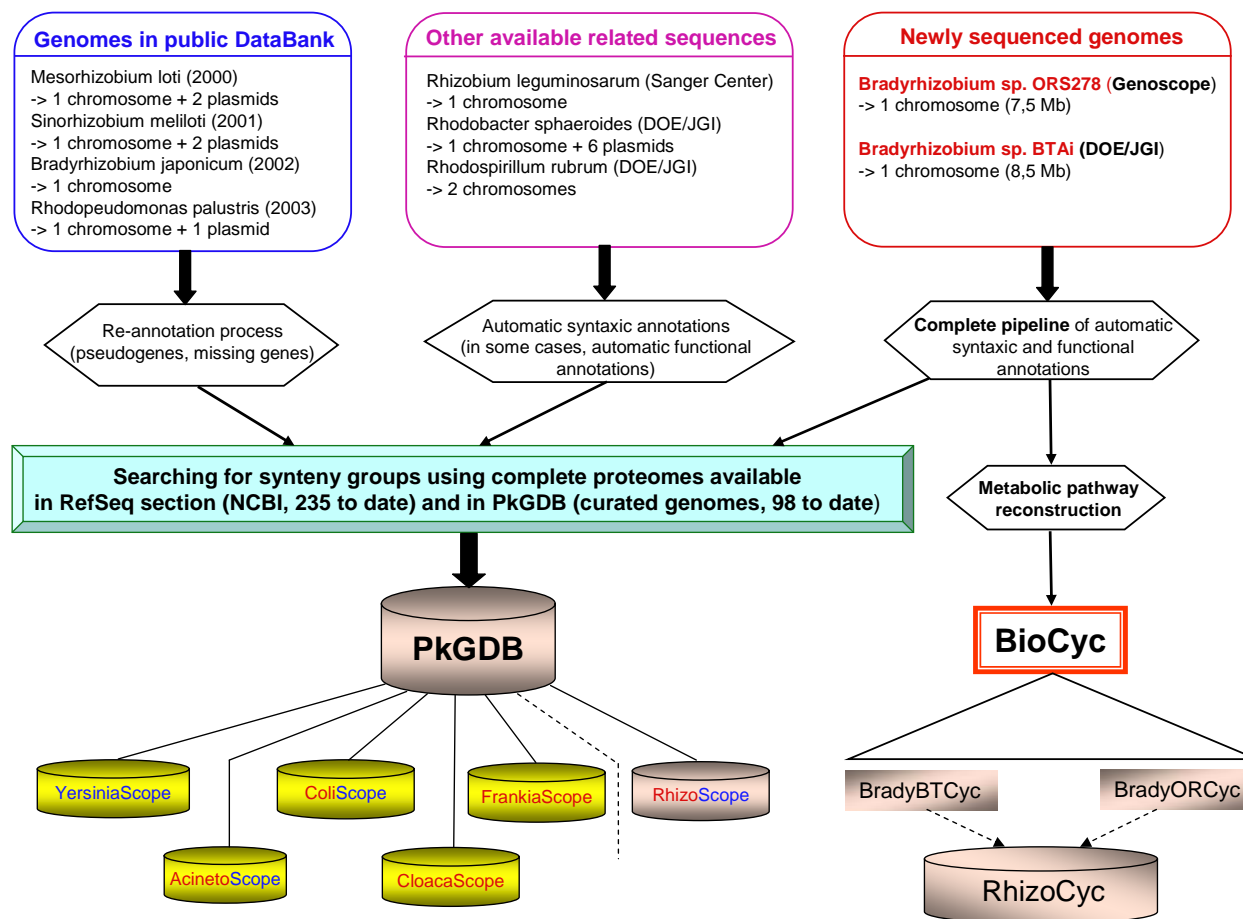 Genomes in public DataBank
Mesorhizobium loti (2000)
-> 1 chromosome + 2 plasmids
Sinorhizobium meliloti (2001)
-> 1 chromosome + 2 plasmids
Bradyrhizobium japonicum (2002)
-> 1 chromosome
Rhodopeudomonas palustris (2003)
-> 1 chromosome + 1 plasmid
Other available related sequences
Rhizobium leguminosarum (Sanger Center)
-> 1 chromosome
Rhodobacter sphaeroides (DOE/JGI)
-> 1 chromosome + 6 plasmids
Rhodospirillum rubrum (DOE/JGI)
-> 2 chromosomes
Newly sequenced genomes
Bradyrhizobium sp. ORS278 (Genoscope)
-> 1 chromosome (7,5 Mb)
Bradyrhizobium sp. BTAi (DOE/JGI)
-> 1 chromosome (8,5 Mb)
Re-annotation process
(pseudogenes, missing genes)
Automatic syntaxic annotations
(in some cases, automatic functional
annotations)
Complete pipeline of automatic
syntaxic and functional
annotations
Searching for synteny groups using complete proteomes available
in RefSeq section (NCBI, 235 to date) and in PkGDB (curated genomes, 98 to date)
Metabolic pathway
reconstruction
PkGDB
BioCyc
YersiniaScope
ColiScope
FrankiaScope
RhizoScope
AcinetoScope
CloacaScope
BradyBTCyc
BradyORCyc
RhizoCyc